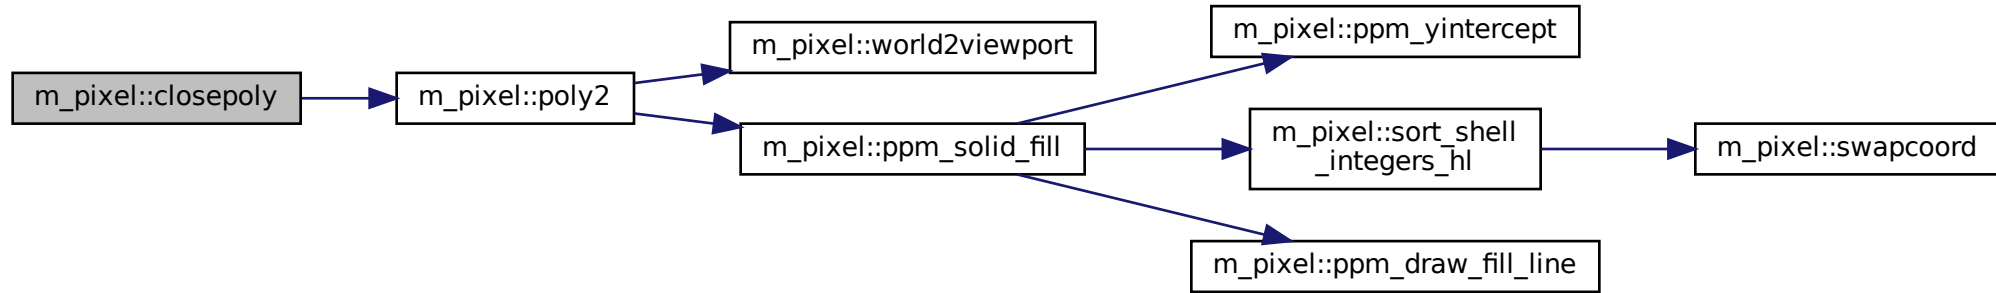 m_pixel::closepoly
m_pixel::poly2
m_pixel::world2viewport
m_pixel::ppm_solid_fill
m_pixel::ppm_yintercept
m_pixel::sort_shell
_integers_hl
m_pixel::swapcoord
m_pixel::ppm_draw_fill_line